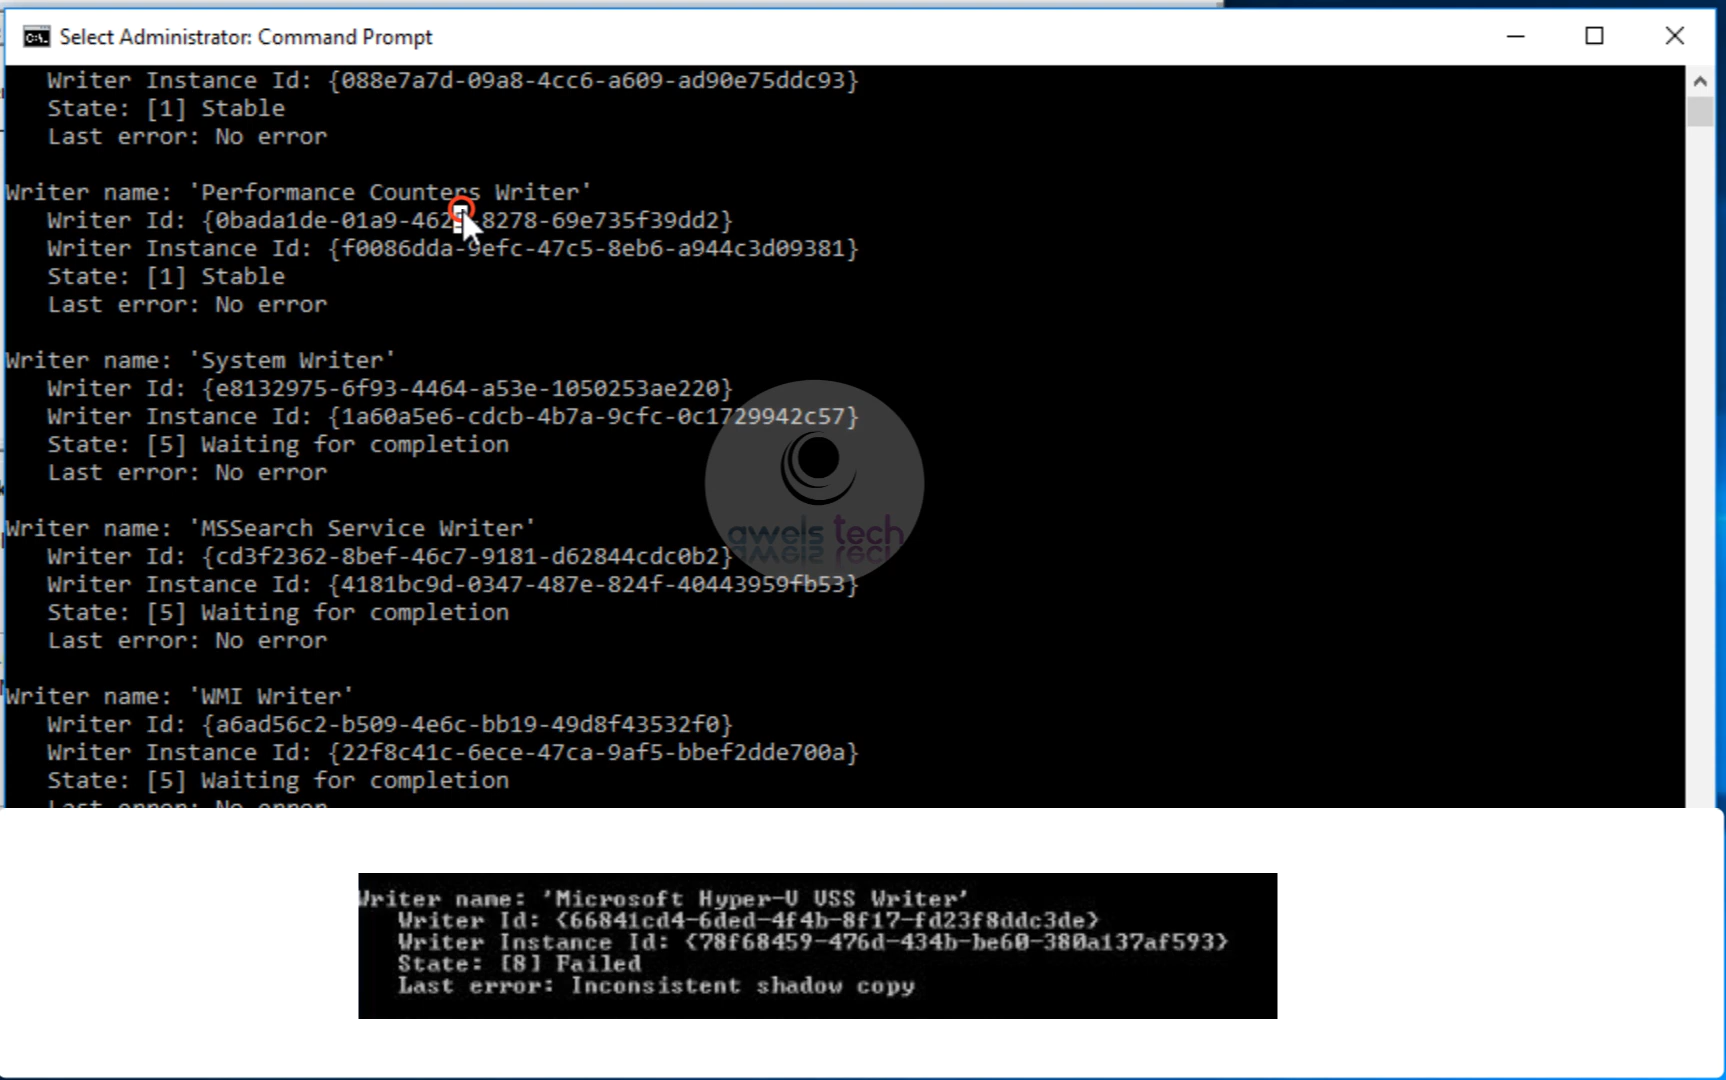 Select Administrator: Command Prompt
Writer Instance Id: {088e7a7d-09a8-4cc6-a609-ad90e75ddc93}
State: [1] Stable
Last error: No error
Writer name: 'Performance Counters Writer'
Writer Id: {0bada1de-01a9-4625-8278-69e735f39dd2}
Writer Instance Id: {f0086dda-9efc-47c5-8eb6-a944c3d09381}
State: [1] Stable
Last error: No error
Writer name: 'System Writer'
Writer Id: {e8132975-6f93-4464-a53e-1050253ae220}
Writer Instance Id: {1a60a5e6-cdcb-4b7a-9cfc-0c1729942c57}
State: [5] Waiting for completion
Last error: No error
awels tech
Writer name: 'MSSearch Service Writer'
Writer Id: {cd3f2362-8bef-46c7-9181-d62844cdc0b2}
Writer Instance Id: {4181bc9d-0347-487e-824f-40443959fb53}
State: [5] Waiting for completion
Last error: No error
Writer name: 'WMI Writer'
Writer Id: {a6ad56c2-b509-4e6c-bb19-49d8f43532f0}
Writer Instance Id: {22f8c41c-6ece-47ca-9af5-bbef2dde700a}
State: [5] Waiting for completion
Last error: No error
Writer name: 'Microsoft Hyper-V VSS Writer'
Writer Id: {66841cd4-6ded-4f4b-8f17-fd23f8ddc3de}
Writer Instance Id: {78f68459-476d-434b-be60-380a137af593}
State: [8] Failed
Last error: Inconsistent shadow copy